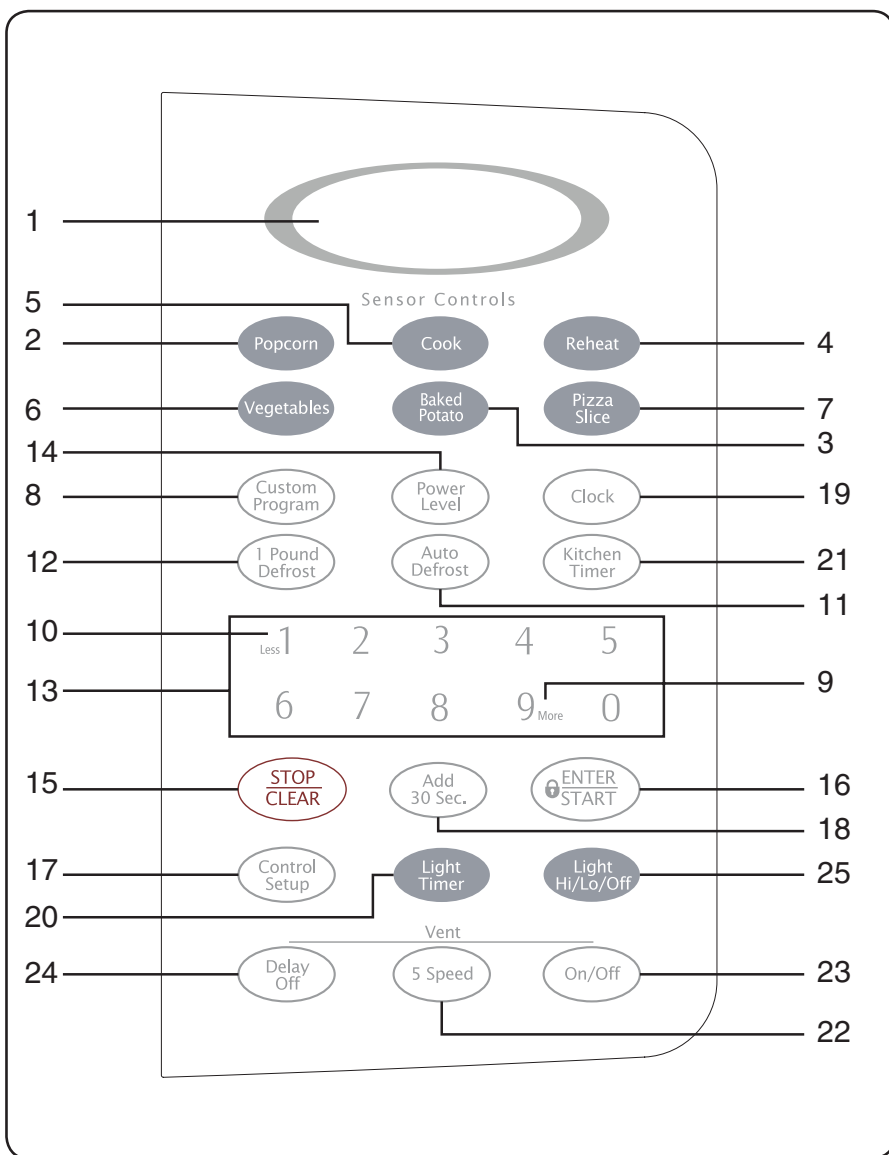 1
Sensor Controls
5
2 Popcorn Cook Reheat 4
6 Vegetables Baked Potato Pizza Slice 7
3
14
8 Custom Program Power Level Clock 19
12 1 Pound Defrost Auto Defrost Kitchen Timer 21
11
10 Less 1 2 3 4 5
9
13
6 7 8 9 More 0
15 STOP CLEAR Add 30 Sec. ENTER START 16
18
17 Control Setup Light Timer Light Hi/Lo/Off 25
20
Vent
24 Delay Off 5 Speed On/Off 23
22